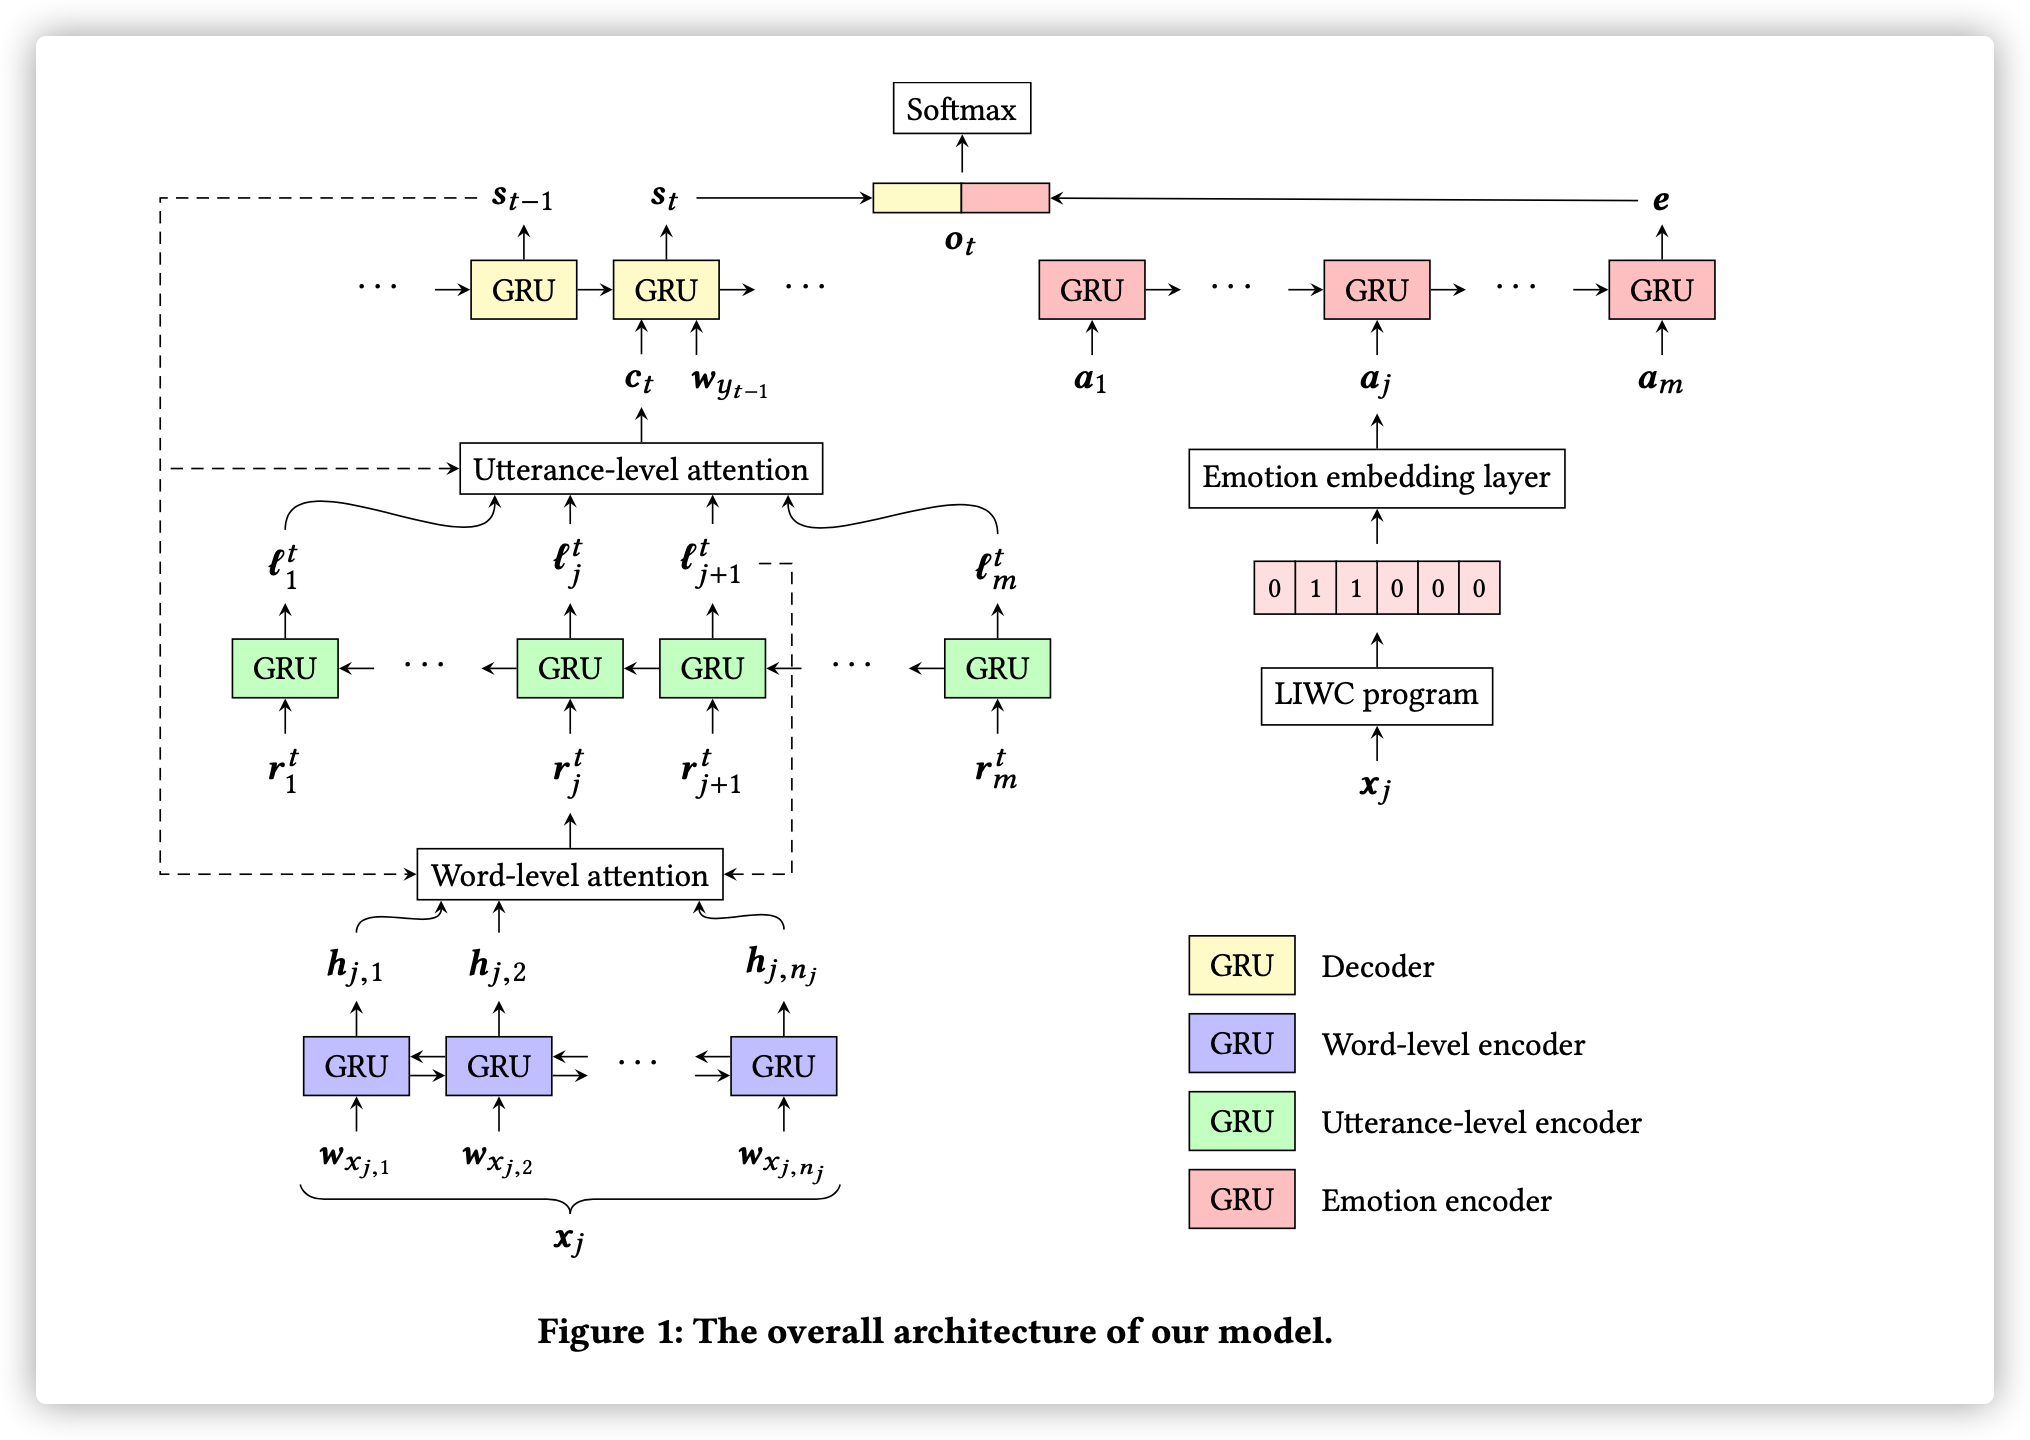 Softmax
s_{t−1} s_t e
o_t
··· GRU GRU ··· GRU ··· GRU ··· GRU
c_t w_{y_{t−1}} a_1 a_j a_m
Utterance-level attention Emotion embedding layer
ℓ_1^t ℓ_j^t ℓ_{j+1}^t ℓ_m^t
0 1 1 0 0 0
GRU ··· GRU GRU ··· GRU
LIWC program
r_1^t r_j^t r_{j+1}^t r_m^t
x_j
Word-level attention
h_{j,1} h_{j,2} h_{j,n_j}
GRU Decoder
GRU GRU ··· GRU
GRU Word-level encoder
w_{x_{j,1}} w_{x_{j,2}} w_{x_{j,n_j}}
GRU Utterance-level encoder
x_j
GRU Emotion encoder
Figure 1: The overall architecture of our model.